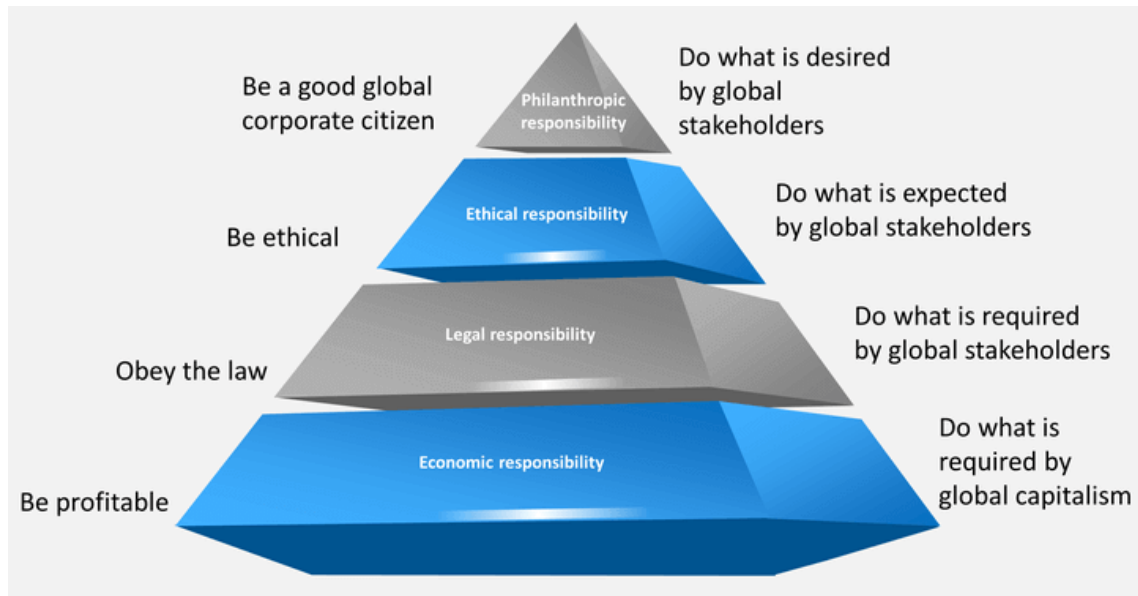 Be a good global
corporate citizen
Philanthropic
responsibility
Do what is desired
by global
stakeholders
Be ethical
Ethical responsibility
Do what is expected
by global stakeholders
Obey the law
Legal responsibility
Do what is required
by global stakeholders
Be profitable
Economic responsibility
Do what is
required by
global capitalism